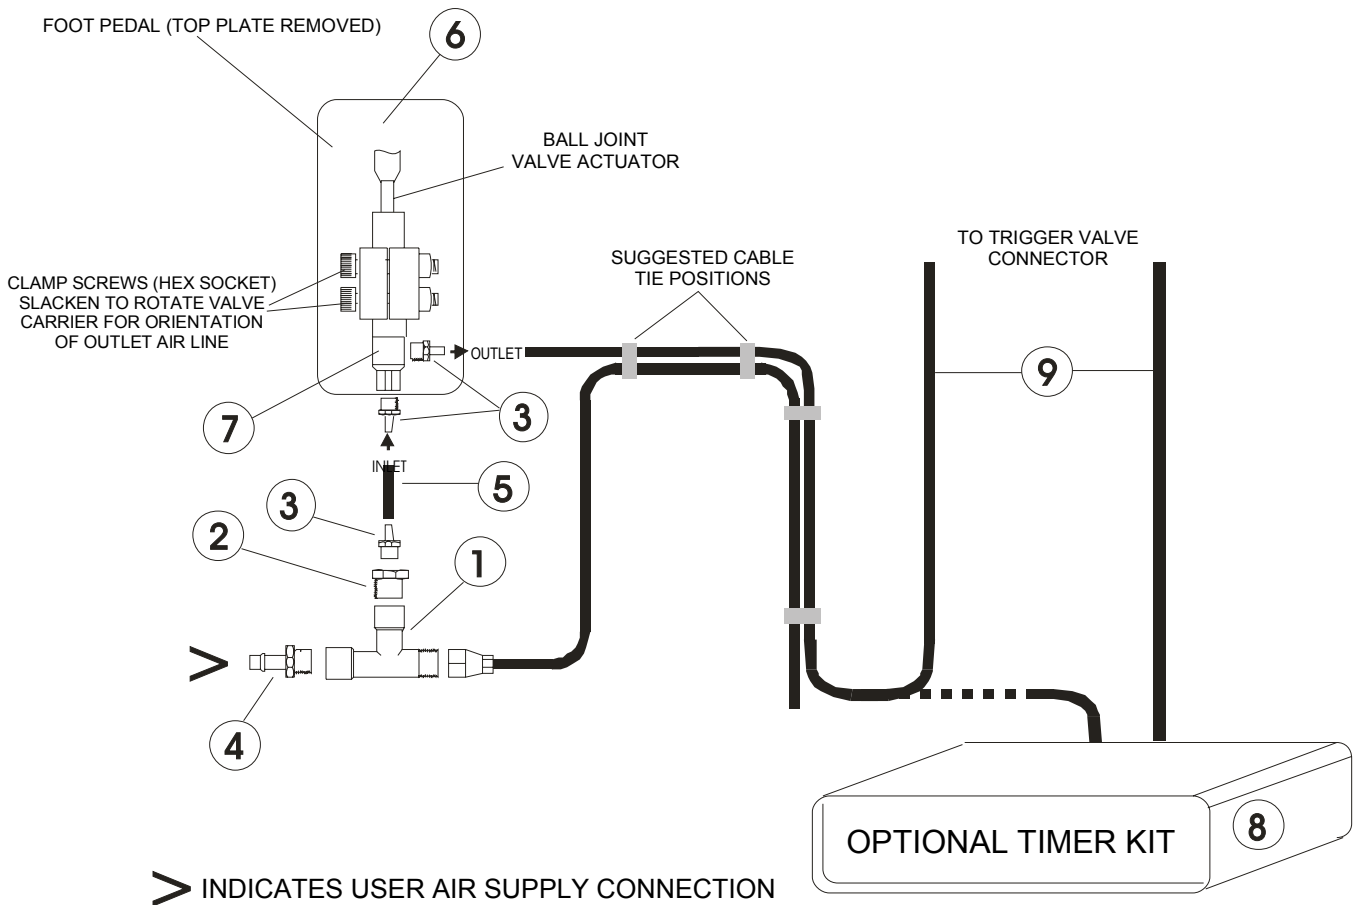 FOOT PEDAL (TOP PLATE REMOVED)
6
BALL JOINT
VALVE ACTUATOR
TO TRIGGER VALVE
CONNECTOR
SUGGESTED CABLE
TIE POSITIONS
CLAMP SCREWS (HEX SOCKET)
SLACKEN TO ROTATE VALVE
CARRIER FOR ORIENTATION
OF OUTLET AIR LINE
OUTLET
9
7
3
INLET
5
3
2
1
4
OPTIONAL TIMER KIT
8
> INDICATES USER AIR SUPPLY CONNECTION